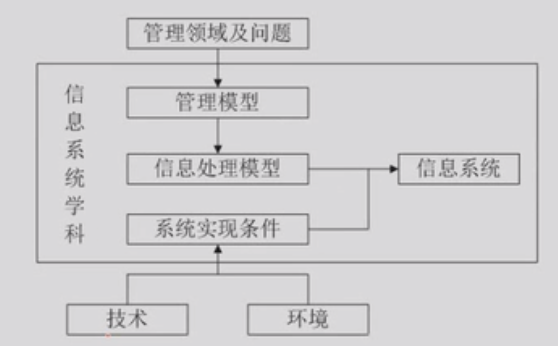 管理领域及问题
信息系统学科
管理模型
信息处理模型
信息系统
系统实现条件
技术
环境